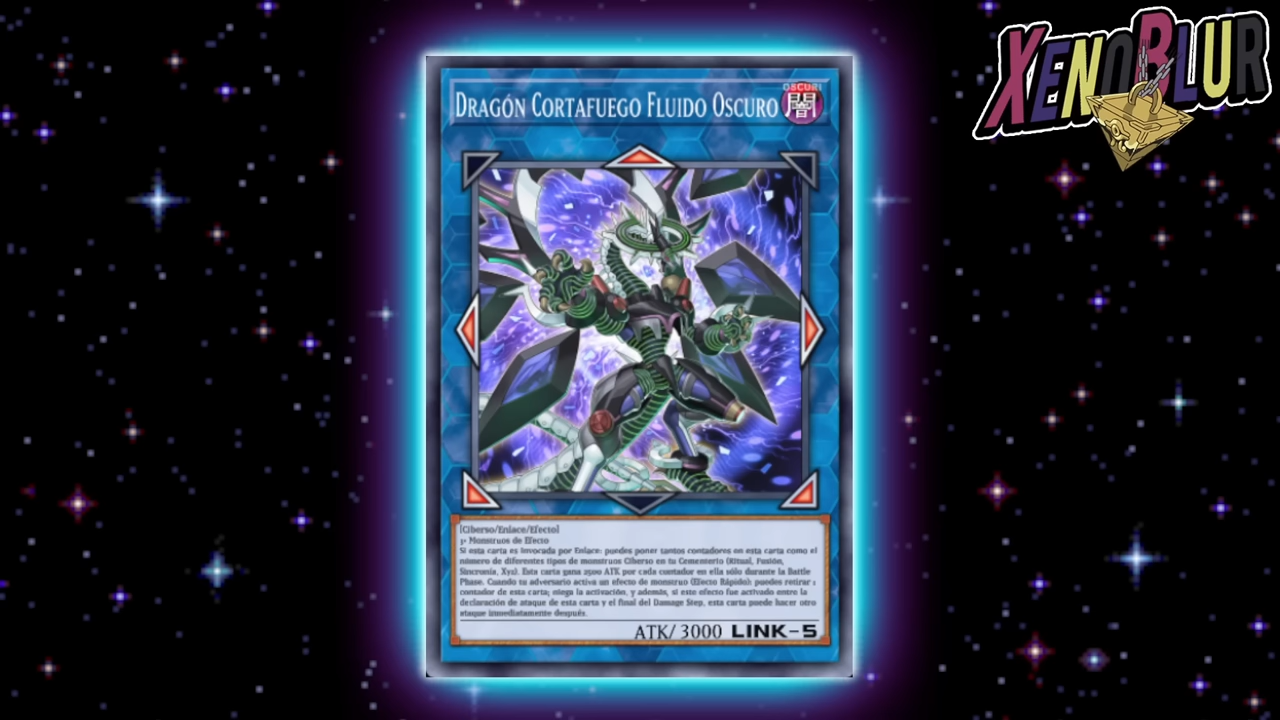 XENOBLUR
DRAGÓN CORTAFUEGO FLUIDO OSCURO
OSCURI
闇
[Ciberso/Enlace/Efecto]
3+ Monstruos de Efecto
Si esta carta es Invocada por Enlace: puedes poner tantos contadores en esta carta como el
número de diferentes tipos de monstruos Ciberso en tu Cementerio (Ritual, Fusión,
Sincronía, Xyz). Esta carta gana 2500 ATK por cada contador en ella sólo durante la Battle
Phase. Cuando tu adversario activa un efecto de monstruo (Efecto Rápido): puedes retirar 1
contador de esta carta; niega la activación, y además, si este efecto fue activado entre la
declaración de ataque de esta carta y el final del Damage Step, esta carta puede hacer otro
ataque inmediatamente después.
ATK/3000 LINK-5